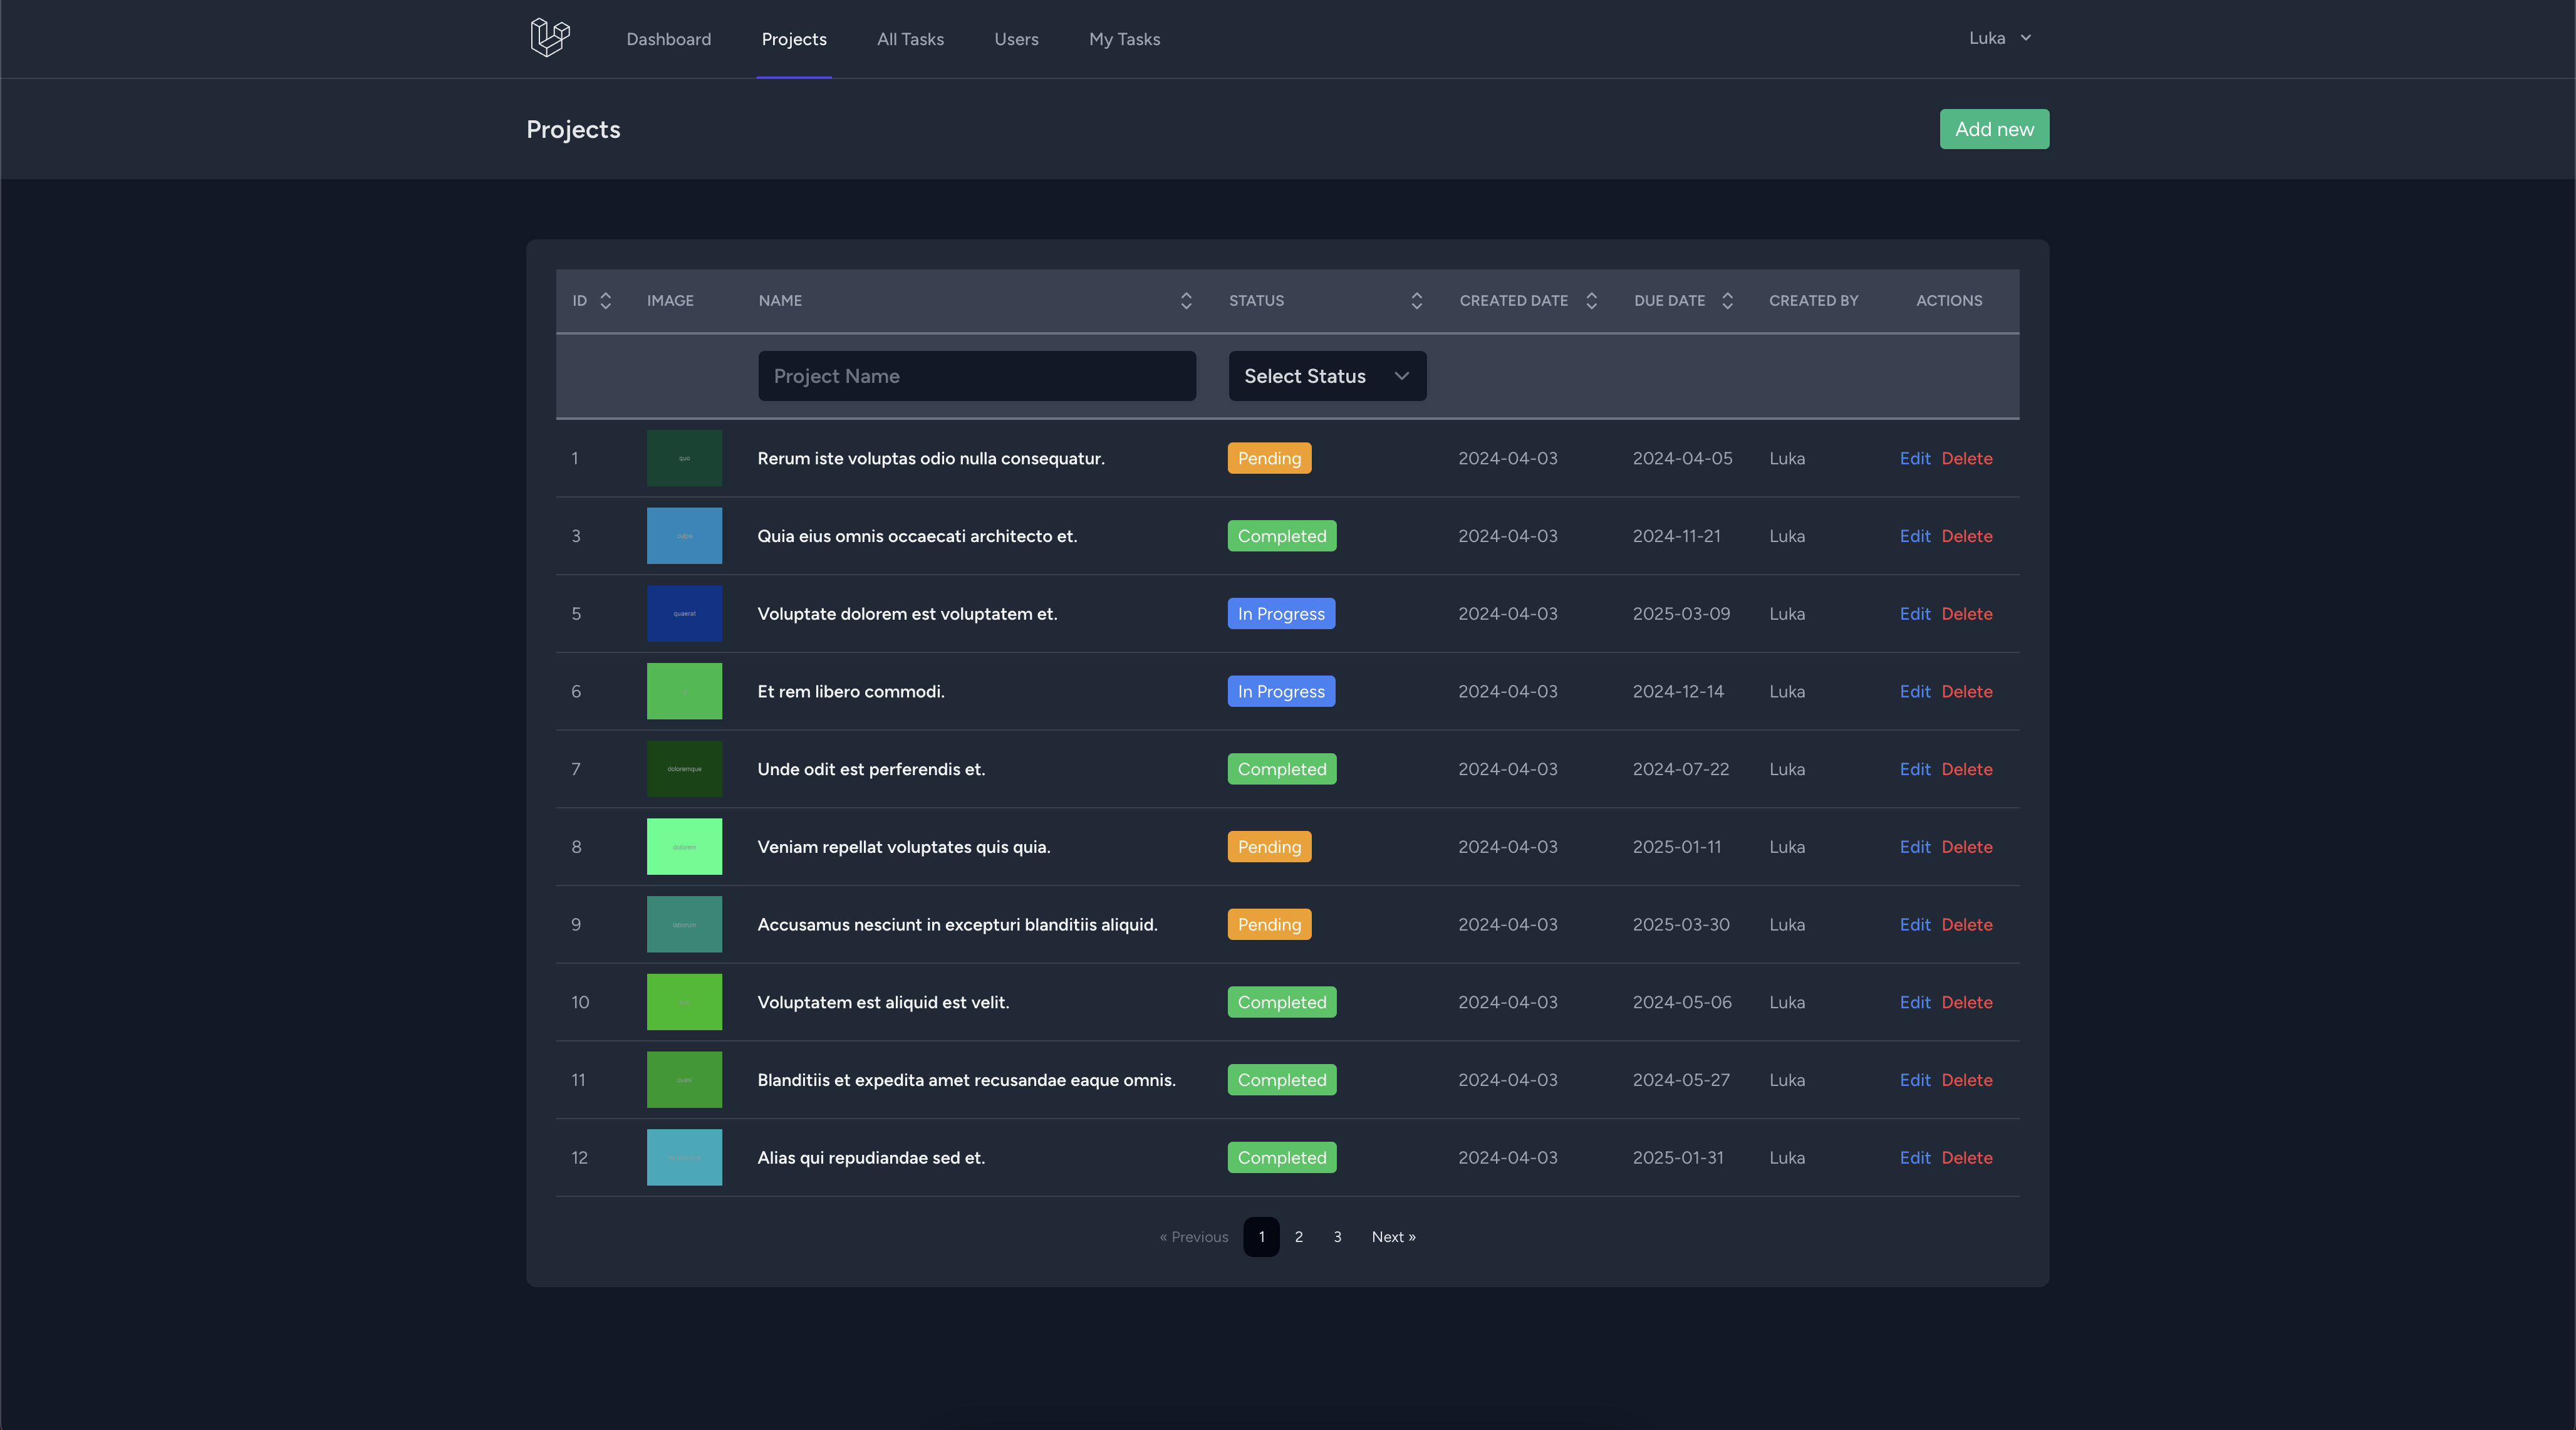 Dashboard Projects All Tasks Users My Tasks Luka
Projects Add new
ID IMAGE NAME STATUS CREATED DATE DUE DATE CREATED BY ACTIONS
Project Name Select Status
1 quo Rerum iste voluptas odio nulla consequatur. Pending 2024-04-03 2024-04-05 Luka Edit Delete
3 Quia eius omnis occaecati architecto et. Completed 2024-04-03 2024-11-21 Luka Edit Delete
5 quaerat Voluptate dolorem est voluptatem et. In Progress 2024-04-03 2025-03-09 Luka Edit Delete
6 Et rem libero commodi. In Progress 2024-04-03 2024-12-14 Luka Edit Delete
7 doloremque Unde odit est perferendis et. Completed 2024-04-03 2024-07-22 Luka Edit Delete
8 dolorem Veniam repellat voluptates quis quia. Pending 2024-04-03 2025-01-11 Luka Edit Delete
9 laborum Accusamus nesciunt in excepturi blanditiis aliquid. Pending 2024-04-03 2025-03-30 Luka Edit Delete
10 Voluptatem est aliquid est velit. Completed 2024-04-03 2024-05-06 Luka Edit Delete
11 Blanditiis et expedita amet recusandae eaque omnis. Completed 2024-04-03 2024-05-27 Luka Edit Delete
12 Alias qui repudiandae sed et. Completed 2024-04-03 2025-01-31 Luka Edit Delete
« Previous 1 2 3 Next »